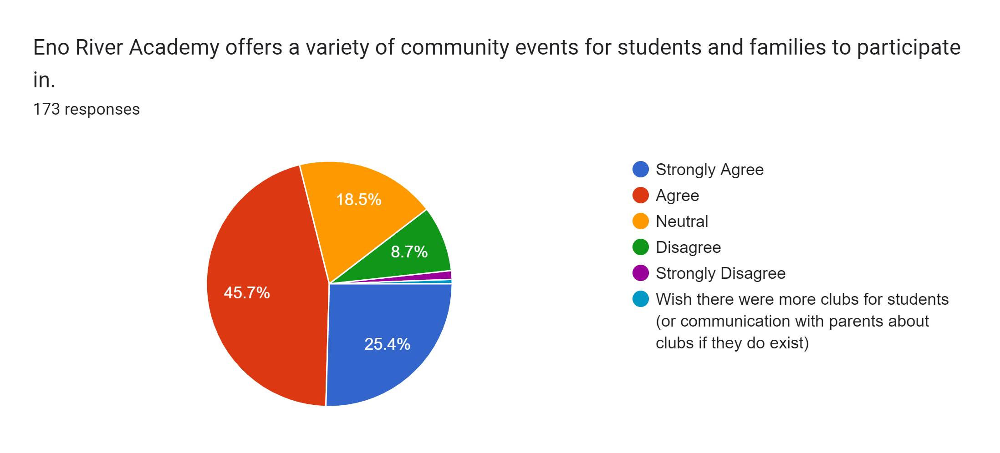 Eno River Academy offers a variety of community events for students and families to participate
in.
173 responses
18.5%
8.7%
45.7%
25.4%
Strongly Agree
Agree
Neutral
Disagree
Strongly Disagree
Wish there were more clubs for students
(or communication with parents about
clubs if they do exist)